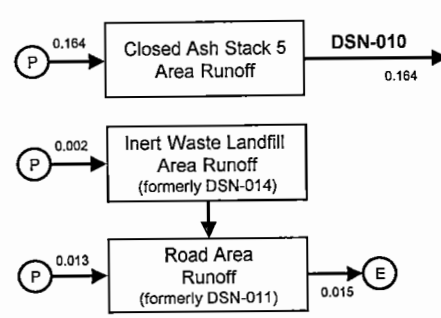 0.164
Closed Ash Stack 5
Area Runoff
DSN-010
0.164
P
0.002
Inert Waste Landfill
Area Runoff
(formerly DSN-014)
P
0.013
Road Area
Runoff
(formerly DSN-011)
0.015
P
E